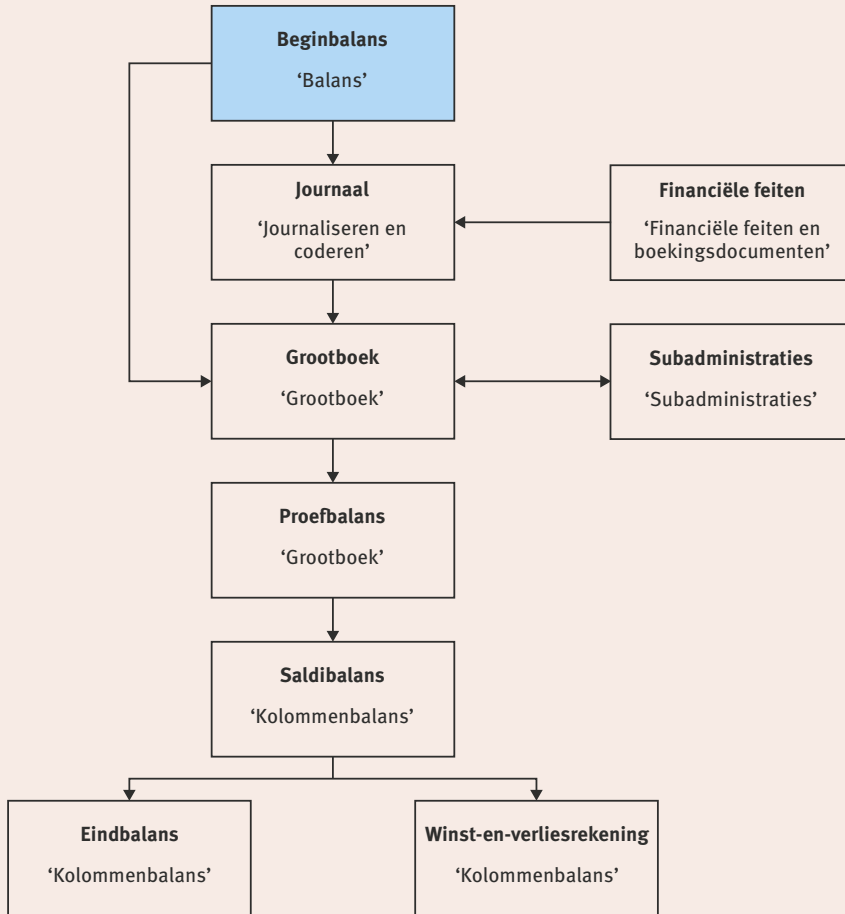 Beginbalans
‘Balans’
Journaal
‘Journaliseren en
coderen’
Financiële feiten
‘Financiële feiten en
boekingsdocumenten’
Grootboek
‘Grootboek’
Subadministraties
‘Subadministraties’
Proefbalans
‘Grootboek’
Saldibalans
‘Kolommenbalans’
Eindbalans
‘Kolommenbalans’
Winst-en-verliesrekening
‘Kolommenbalans’